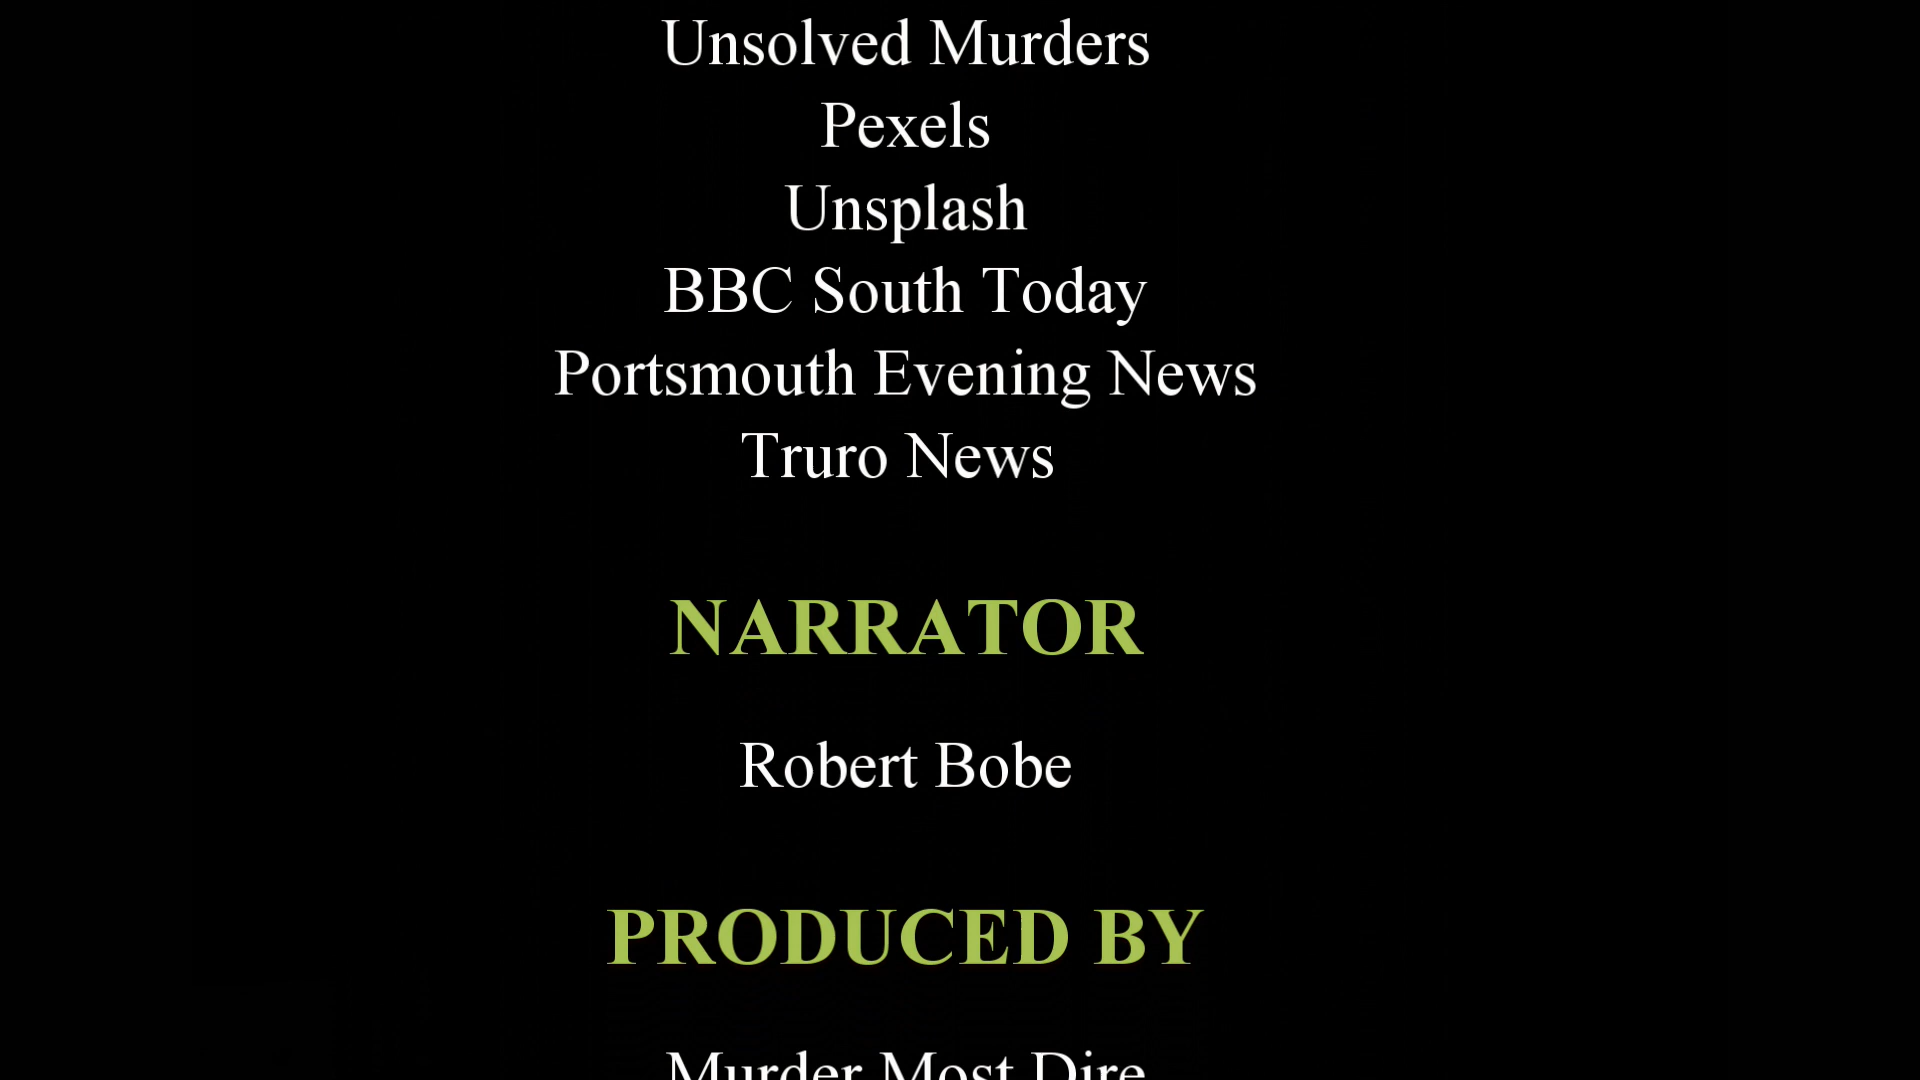 Unsolved Murders
Pexels
Unsplash
BBC South Today
Portsmouth Evening News
Truro News
NARRATOR
Robert Bobe
PRODUCED BY
Murder Most Dire